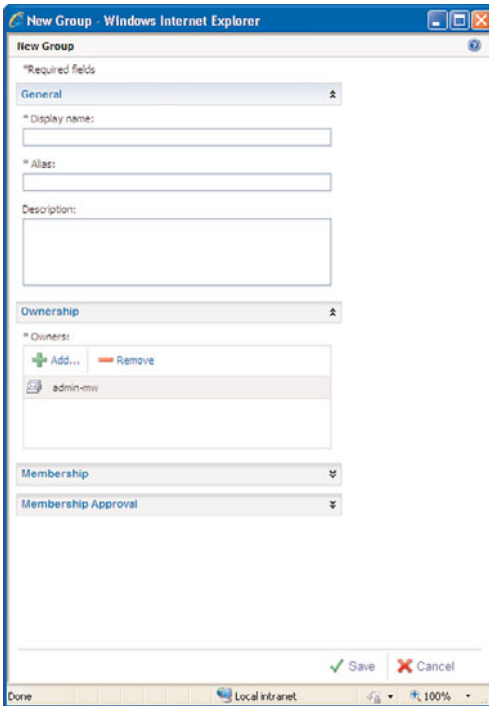 New Group - Windows Internet Explorer
New Group
*Required fields
General
* Display name:
* Alias:
Description:
Ownership
* Owners:
Add... Remove
admin-mw
Membership
Membership Approval
Save Cancel
Done Local intranet 100%